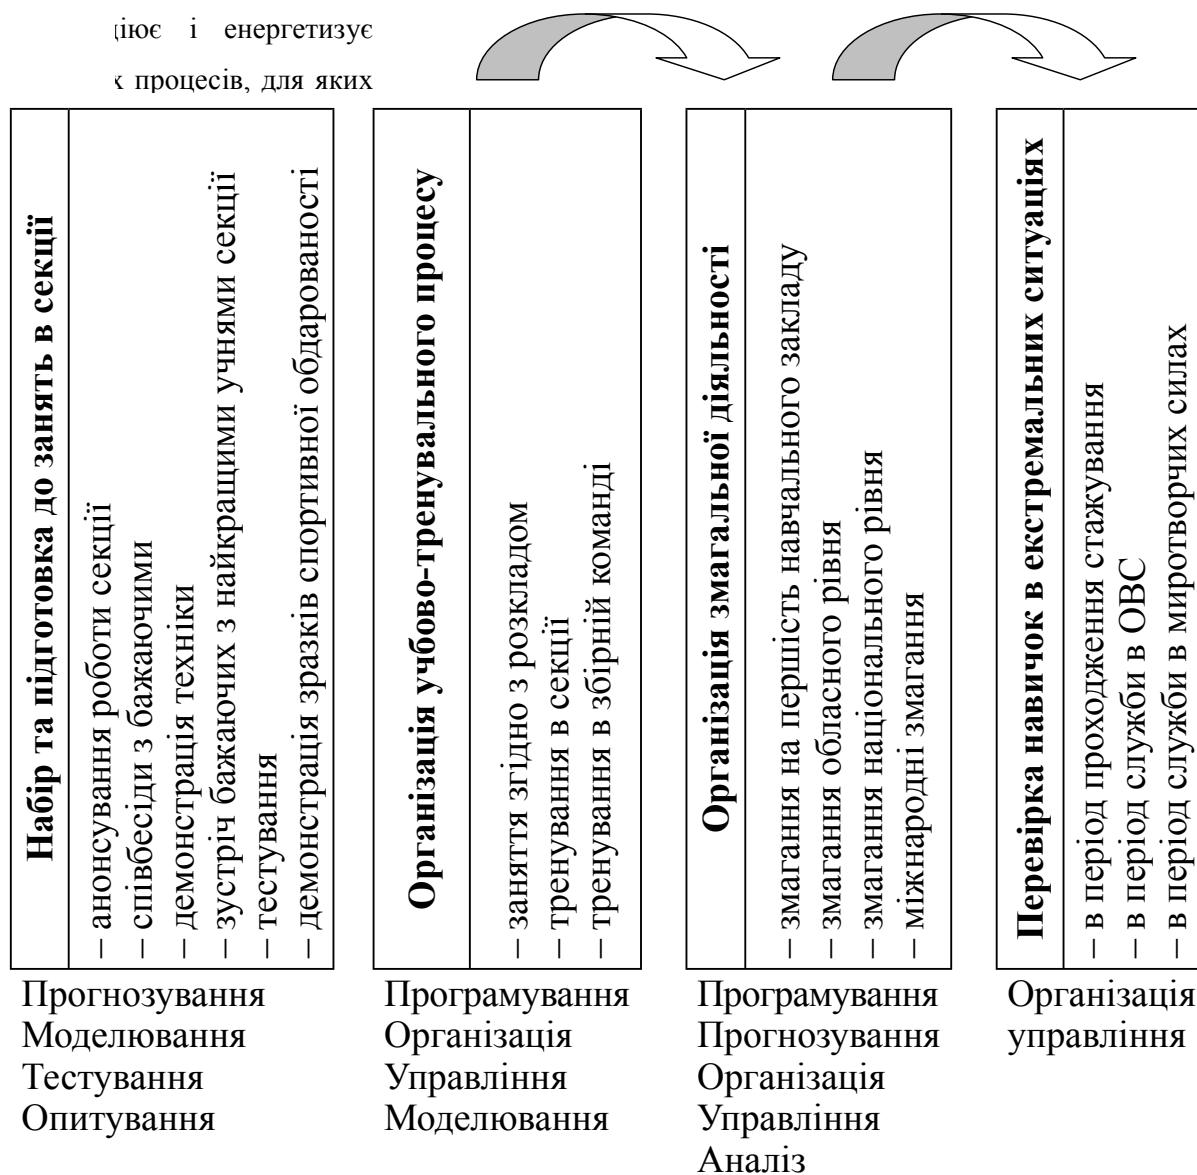 і енергетизує
процесів, для яких
Набір та підготовка до занять в секції
– анонсування роботи секції
– співбесіди з бажаючими
– демонстрація техніки
– зустріч бажаючих з найкращими учнями секції
– тестування
– демонстрація зразків спортивної обдарованості
Прогнозування
Моделювання
Тестування
Опитування
Організація учбово-тренувального процесу
– заняття згідно з розкладом
– тренування в секції
– тренування в збірній команді
Програмування
Організація
Управління
Моделювання
Організація змагальної діяльності
– змагання на першість навчального закладу
– змагання обласного рівня
– змагання національного рівня
– міжнародні змагання
Програмування
Прогнозування
Організація
Управління
Аналіз
Перевірка навичок в екстремальних ситуаціях
– в період проходження стажування
– в період служби в ОВС
– в період служби в миротворчих силах
Організація
управління